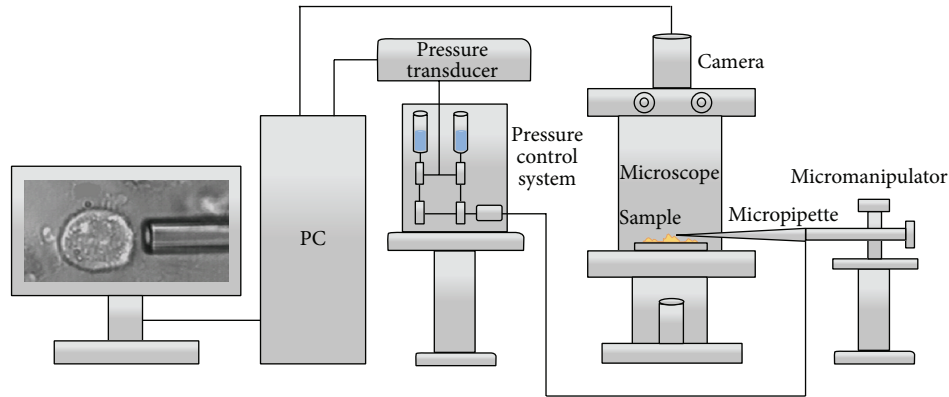 Pressure
transducer
Camera
Pressure
control
system
Microscope
Micromanipulator
Sample
Micropipette
PC